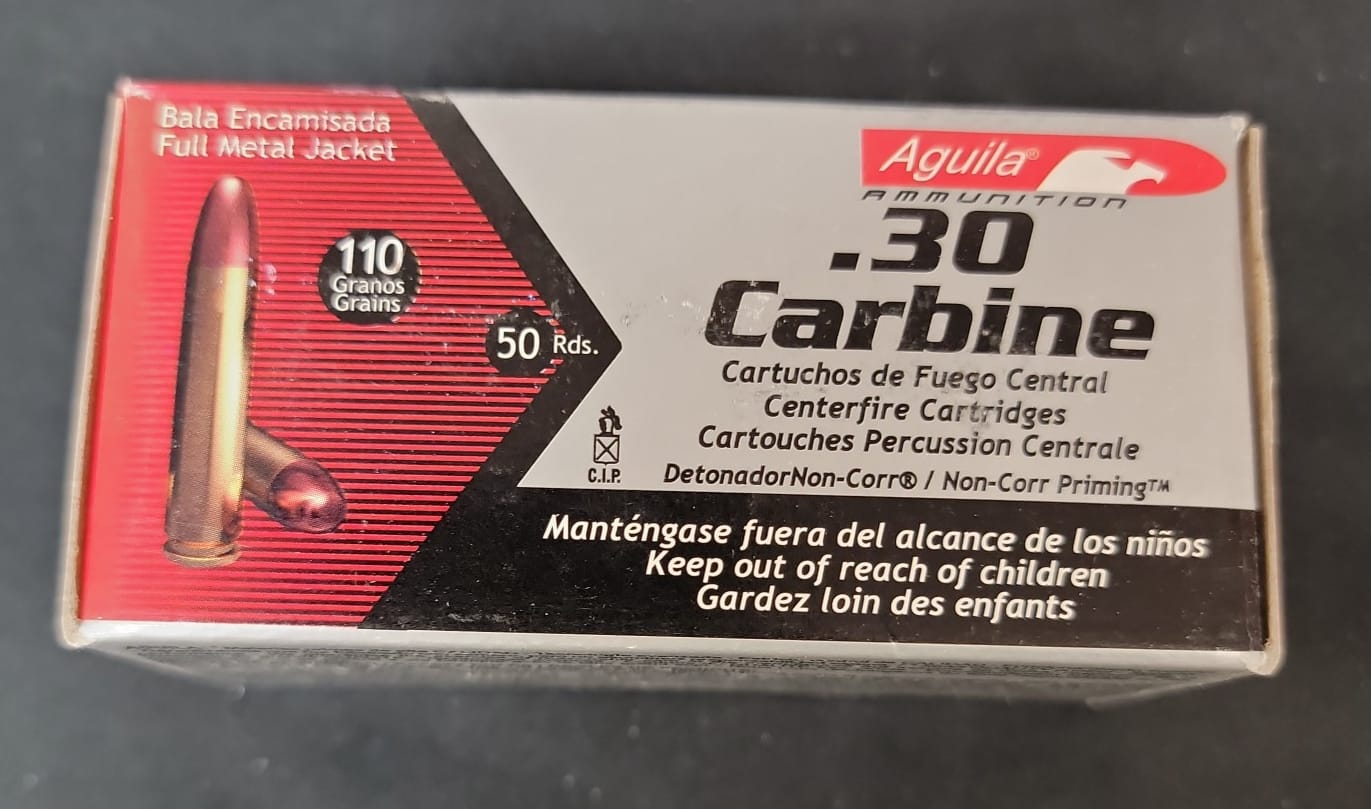 Bala Encamisada
Full Metal Jacket
110
Granos
Grains
50 Rds.
Aguila®
AMMUNITION
.30
Carbine
Cartuchos de Fuego Central
Centerfire Cartridges
Cartouches Percussion Centrale
C.I.P.
DetonadorNon-Corr® / Non-Corr Priming™
Manténgase fuera del alcance de los niños
Keep out of reach of children
Gardez loin des enfants